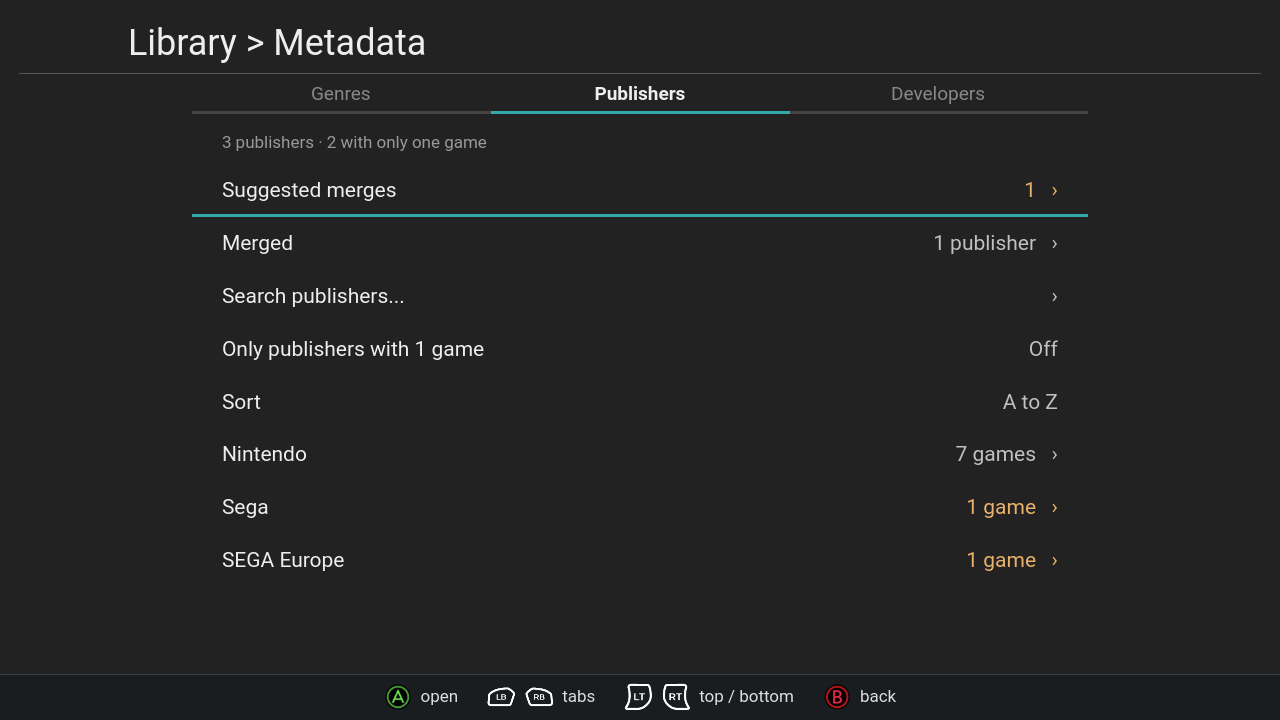 Library > Metadata
Genres Publishers Developers
3 publishers · 2 with only one game
Suggested merges 1 ›
Merged 1 publisher ›
Search publishers... ›
Only publishers with 1 game Off
Sort A to Z
Nintendo 7 games ›
Sega 1 game ›
SEGA Europe 1 game ›
A open LB RB tabs LT RT top / bottom B back